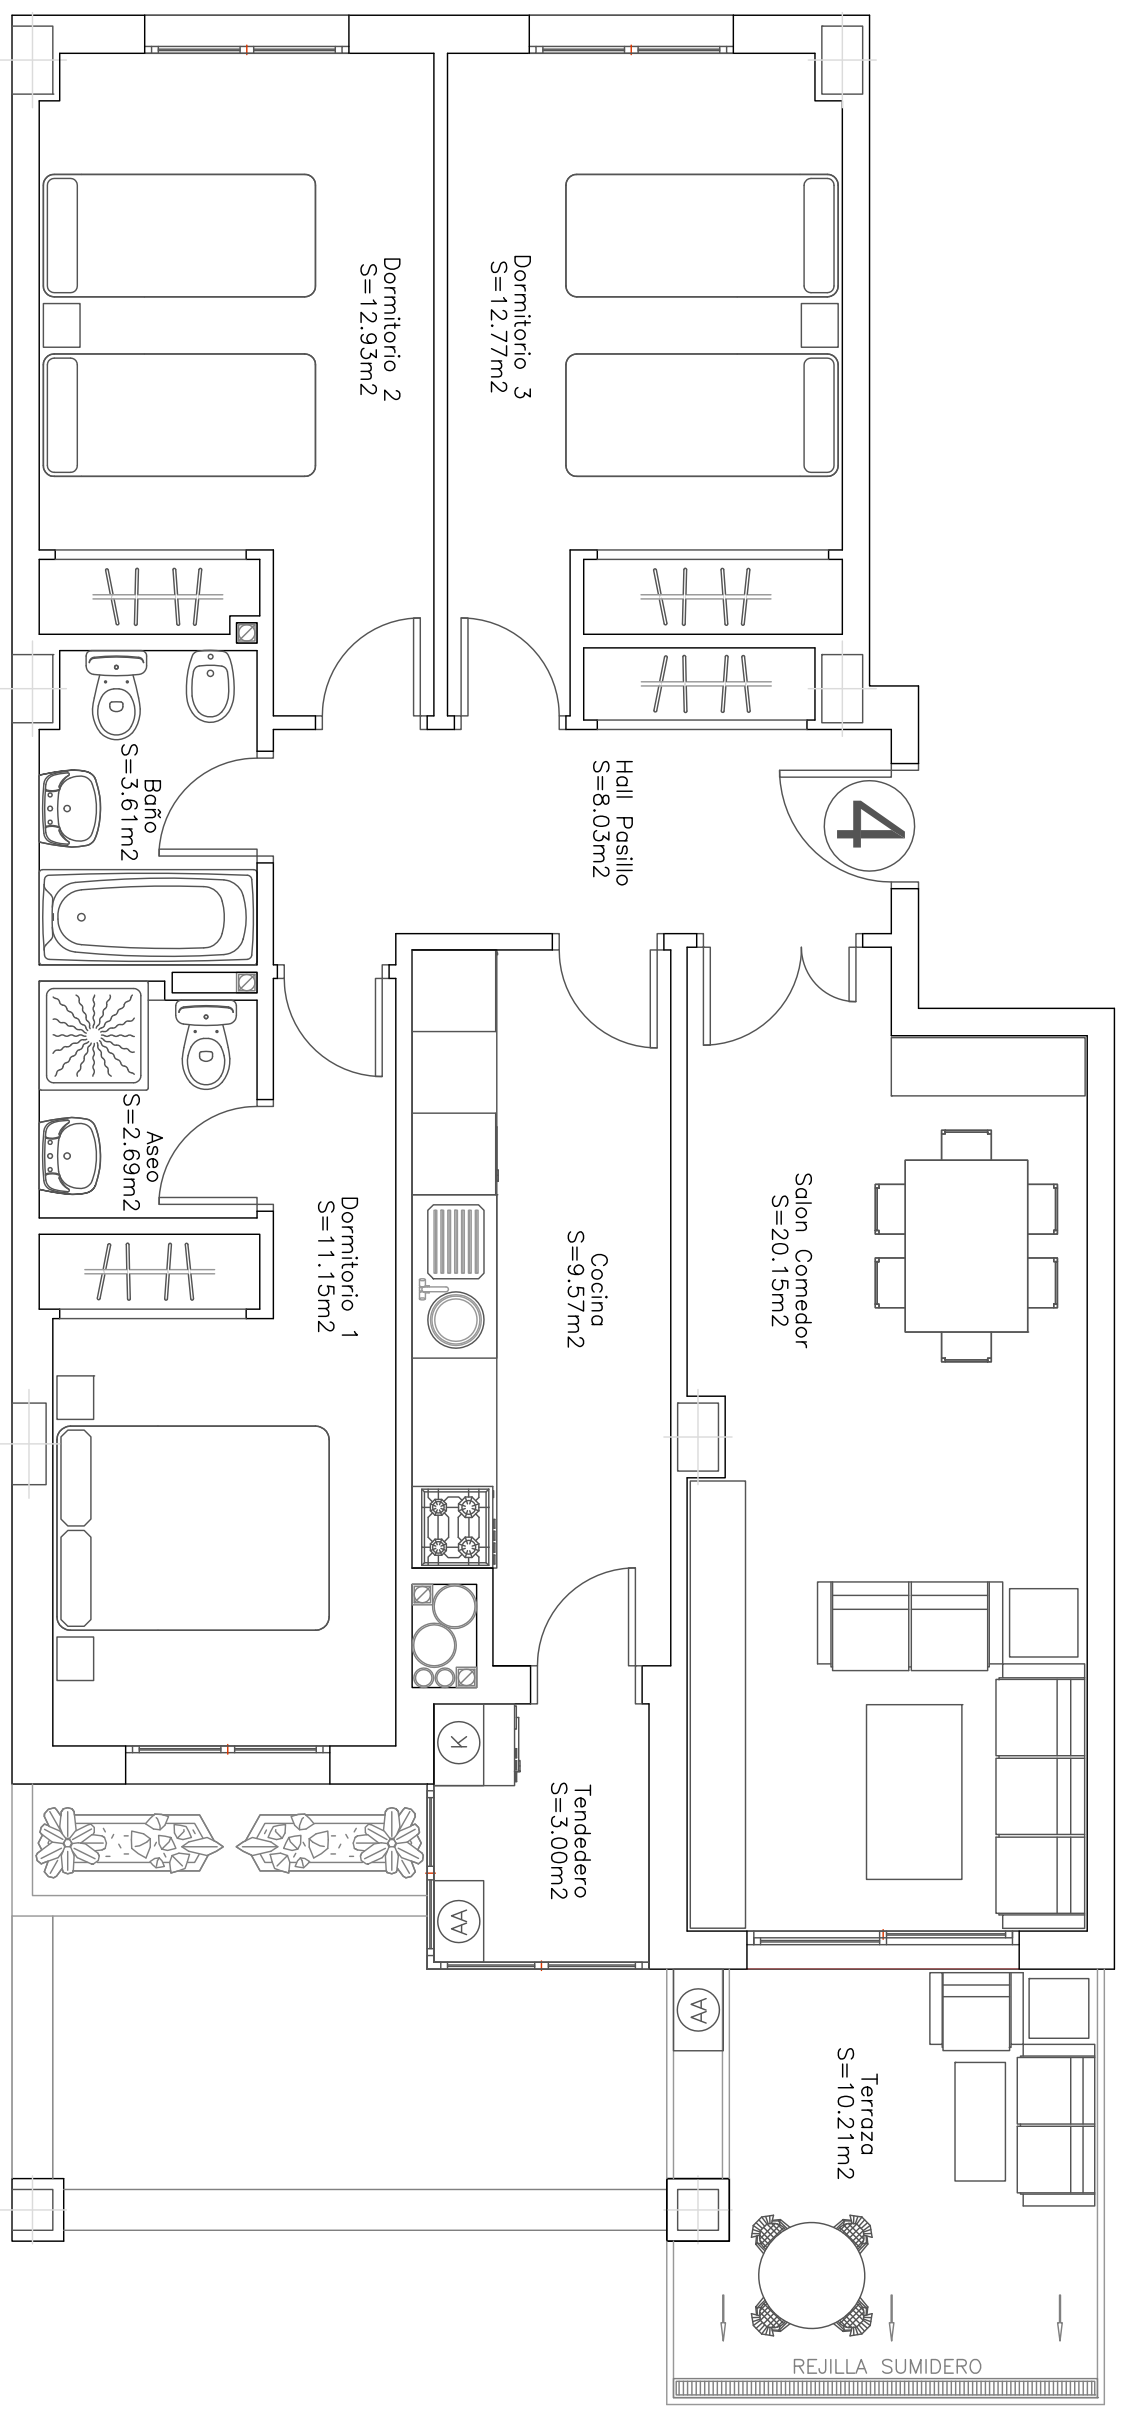 Dormitorio 2
S=12.93m2
Dormitorio 3
S=12.77m2
Hall Pasillo
S=8.03m2
4
Baño
S=3.61m2
Aseo
S=2.69m2
Dormitorio 1
S=11.15m2
Cocina
S=9.57m2
Salon Comedor
S=20.15m2
K
Tendedero
S=3.00m2
AA
AA
Terraza
S=10.21m2
REJILLA SUMIDERO